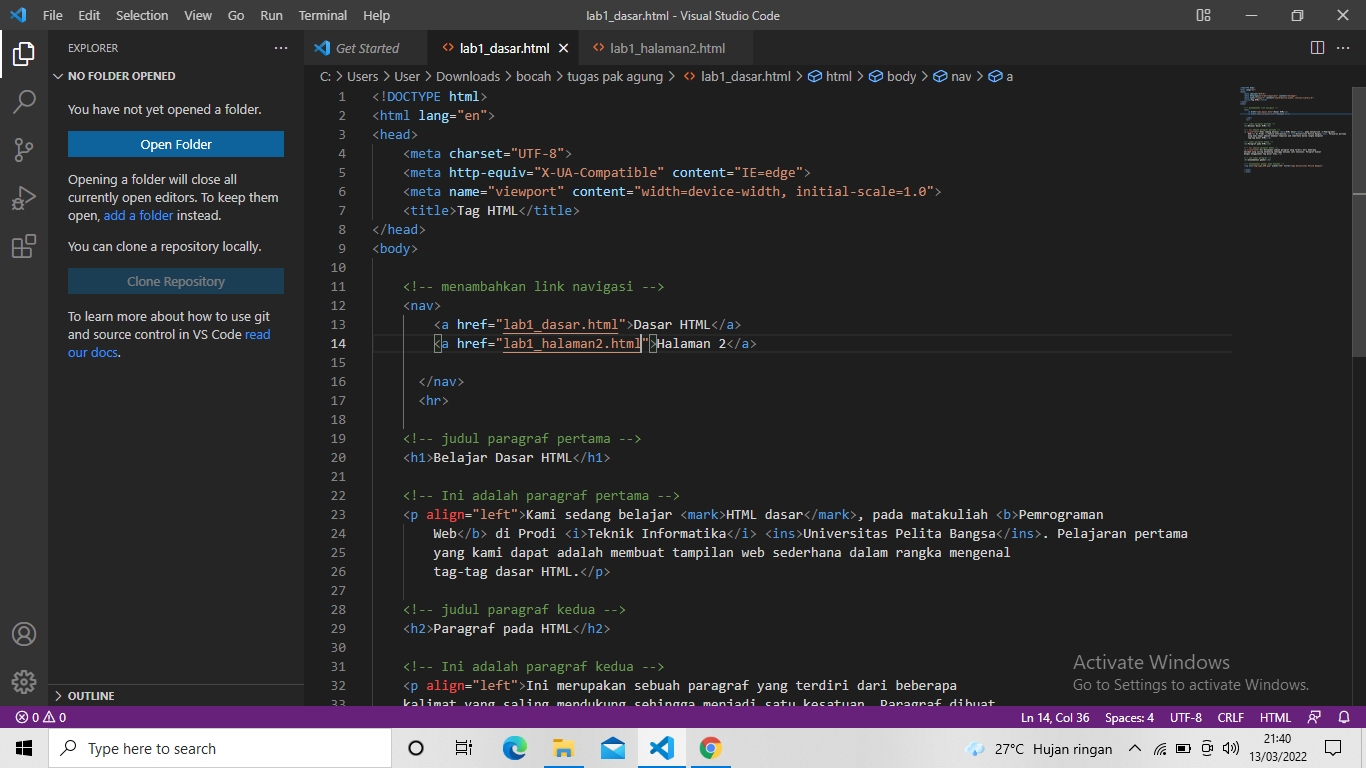 File Edit Selection View Go Run Terminal Help
lab1_dasar.html - Visual Studio Code
EXPLORER
NO FOLDER OPENED
You have not yet opened a folder.
Open Folder
Opening a folder will close all
currently open editors. To keep them
open, add a folder instead.
You can clone a repository locally.
Clone Repository
To learn more about how to use git
and source control in VS Code read
our docs.
OUTLINE
Get Started
lab1_dasar.html
lab1_halaman2.html
C: > Users > User > Downloads > bocah > tugas pak agung > lab1_dasar.html > html > body > nav > a
1 <!DOCTYPE html>
2 <html lang="en">
3 <head>
4 <meta charset="UTF-8">
5 <meta http-equiv="X-UA-Compatible" content="IE=edge">
6 <meta name="viewport" content="width=device-width, initial-scale=1.0">
7 <title>Tag HTML</title>
8 </head>
9 <body>
10
11 <!-- menambahkan link navigasi -->
12 <nav>
13 <a href="lab1_dasar.html">Dasar HTML</a>
14 <a href="lab1_halaman2.html">Halaman 2</a>
15
16 </nav>
17 <hr>
18
19 <!-- judul paragraf pertama -->
20 <h1>Belajar Dasar HTML</h1>
21
22 <!-- Ini adalah paragraf pertama -->
23 <p align="left">Kami sedang belajar <mark>HTML dasar</mark>, pada matakuliah <b>Pemrograman
24 Web</b> di Prodi <i>Teknik Informatika</i> <ins>Universitas Pelita Bangsa</ins>. Pelajaran pertama
25 yang kami dapat adalah membuat tampilan web sederhana dalam rangka mengenal
26 tag-tag dasar HTML.</p>
27
28 <!-- judul paragraf kedua -->
29 <h2>Paragraf pada HTML</h2>
30
31 <!-- Ini adalah paragraf kedua -->
32 <p align="left">Ini merupakan sebuah paragraf yang terdiri dari beberapa
33 kalimat yang saling mendukung sehingga menjadi satu kesatuan. Paragraf dibuat
Activate Windows
Go to Settings to activate Windows.
0 0
Ln 14, Col 36 Spaces: 4 UTF-8 CRLF HTML
Type here to search
27°C Hujan ringan
21:40
13/03/2022